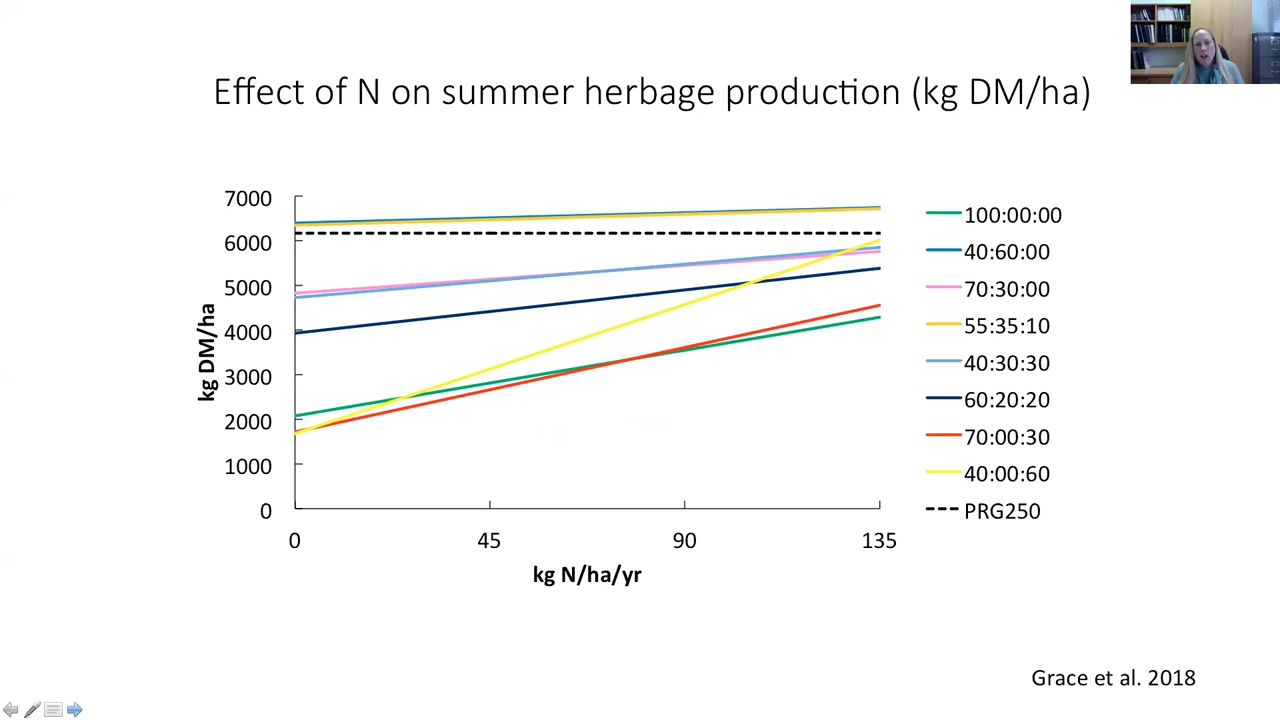 Effect of N on summer herbage production (kg DM/ha)
7000
6000
5000
4000
3000
2000
1000
0
kg DM/ha
0 45 90 135
kg N/ha/yr
100:00:00
40:60:00
70:30:00
55:35:10
40:30:30
60:20:20
70:00:30
40:00:60
PRG250
Grace et al. 2018